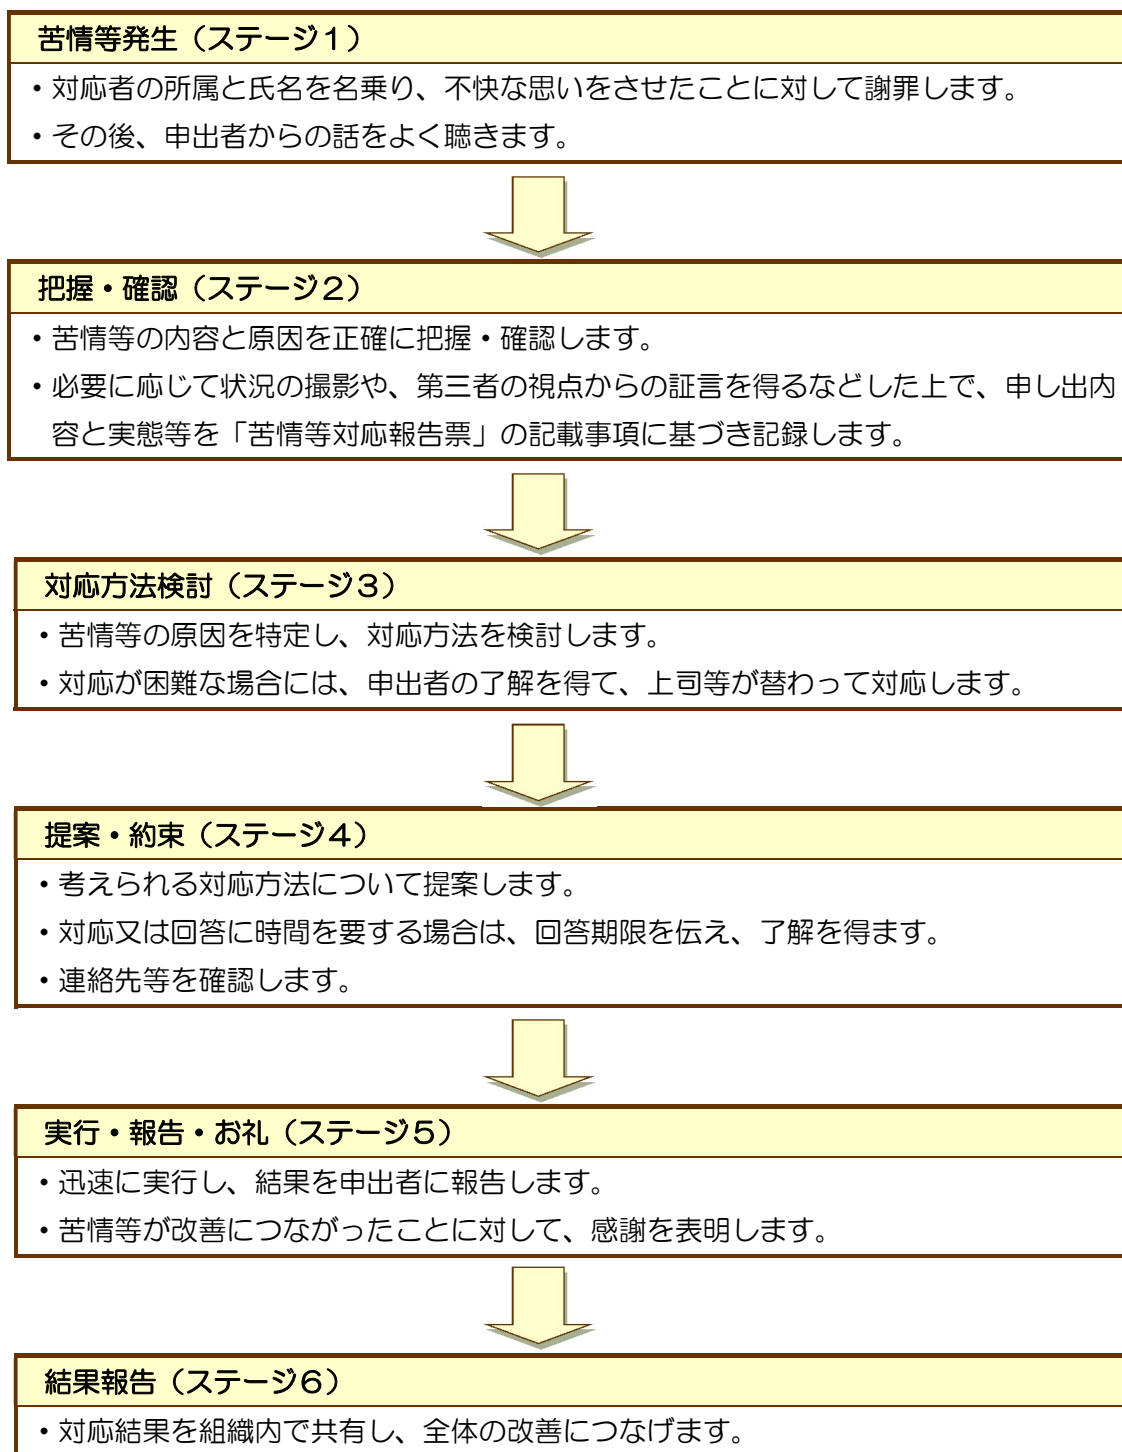 苦情等発生（ステージ１）
・対応者の所属と氏名を名乗り、不快な思いをさせたことに対して謝罪します。
・その後、申出者からの話をよく聴きます。
把握・確認（ステージ２）
・苦情等の内容と原因を正確に把握・確認します。
・必要に応じて状況の撮影や、第三者の視点からの証言を得るなどした上で、申し出内
容と実態等を「苦情等対応報告票」の記載事項に基づき記録します。
対応方法検討（ステージ３）
・苦情等の原因を特定し、対応方法を検討します。
・対応が困難な場合には、申出者の了解を得て、上司等が替わって対応します。
提案・約束（ステージ４）
・考えられる対応方法について提案します。
・対応又は回答に時間を要する場合は、回答期限を伝え、了解を得ます。
・連絡先等を確認します。
実行・報告・お礼（ステージ５）
・迅速に実行し、結果を申出者に報告します。
・苦情等が改善につながったことに対して、感謝を表明します。
結果報告（ステージ６）
・対応結果を組織内で共有し、全体の改善につなげます。